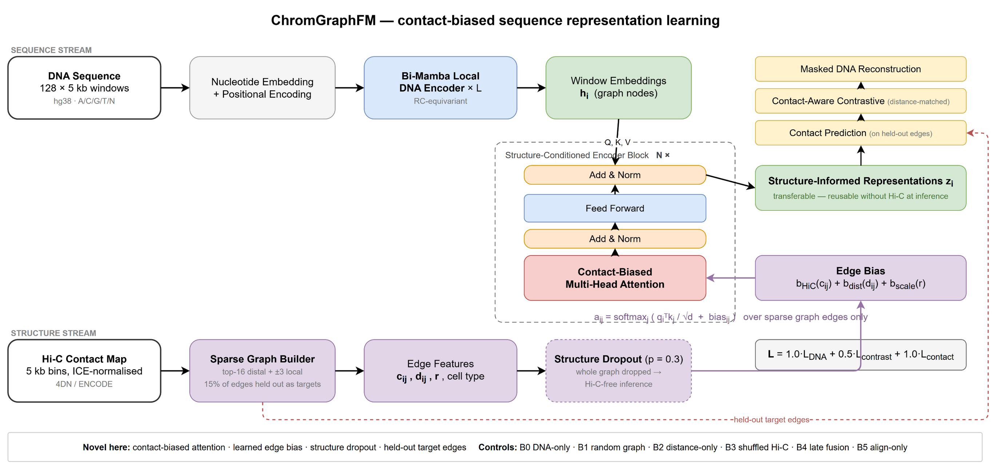 ChromGraphFM — contact-biased sequence representation learning
SEQUENCE STREAM
DNA Sequence
128 × 5 kb windows
hg38 · A/C/G/T/N
Nucleotide Embedding
+ Positional Encoding
Bi-Mamba Local
DNA Encoder × L
RC-equivariant
Window Embeddings
hi (graph nodes)
Masked DNA Reconstruction
Contact-Aware Contrastive (distance-matched)
Contact Prediction (on held-out edges)
Q, K, V
Structure-Conditioned Encoder Block N ×
Add & Norm
Feed Forward
Add & Norm
Contact-Biased
Multi-Head Attention
Structure-Informed Representations zi
transferable — reusable without Hi-C at inference
Edge Bias
bHiC(cij) + bdist(dij) + bscale(r)
aij = softmaxj ( qiᵀkj / √d + biasij ) over sparse graph edges only
STRUCTURE STREAM
Hi-C Contact Map
5 kb bins, ICE-normalised
4DN / ENCODE
Sparse Graph Builder
top-16 distal + ±3 local
15% of edges held out as targets
Edge Features
cij , dij , r , cell type
Structure Dropout (p = 0.3)
whole graph dropped →
Hi-C-free inference
L = 1.0·LDNA + 0.5·Lcontrast + 1.0·Lcontact
held-out target edges
Novel here: contact-biased attention · learned edge bias · structure dropout · held-out target edges Controls: B0 DNA-only · B1 random graph · B2 distance-only · B3 shuffled Hi-C · B4 late fusion · B5 align-only